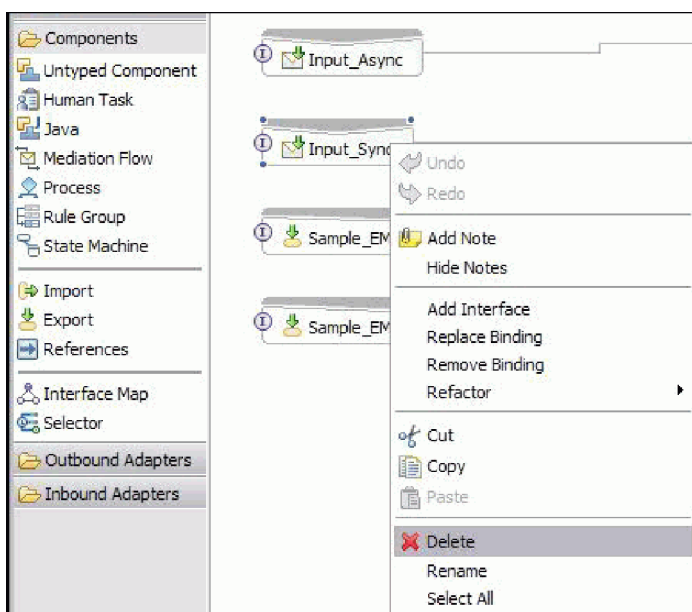 Components
Untyped Component
Human Task
Java
Mediation Flow
Process
Rule Group
State Machine
Import
Export
References
Interface Map
Selector
Outbound Adapters
Inbound Adapters
I
Input_Async
I
Input_Sync
I
Sample_EM
I
Sample_EM
Undo
Redo
Add Note
Hide Notes
Add Interface
Replace Binding
Remove Binding
Refactor
Cut
Copy
Paste
Delete
Rename
Select All